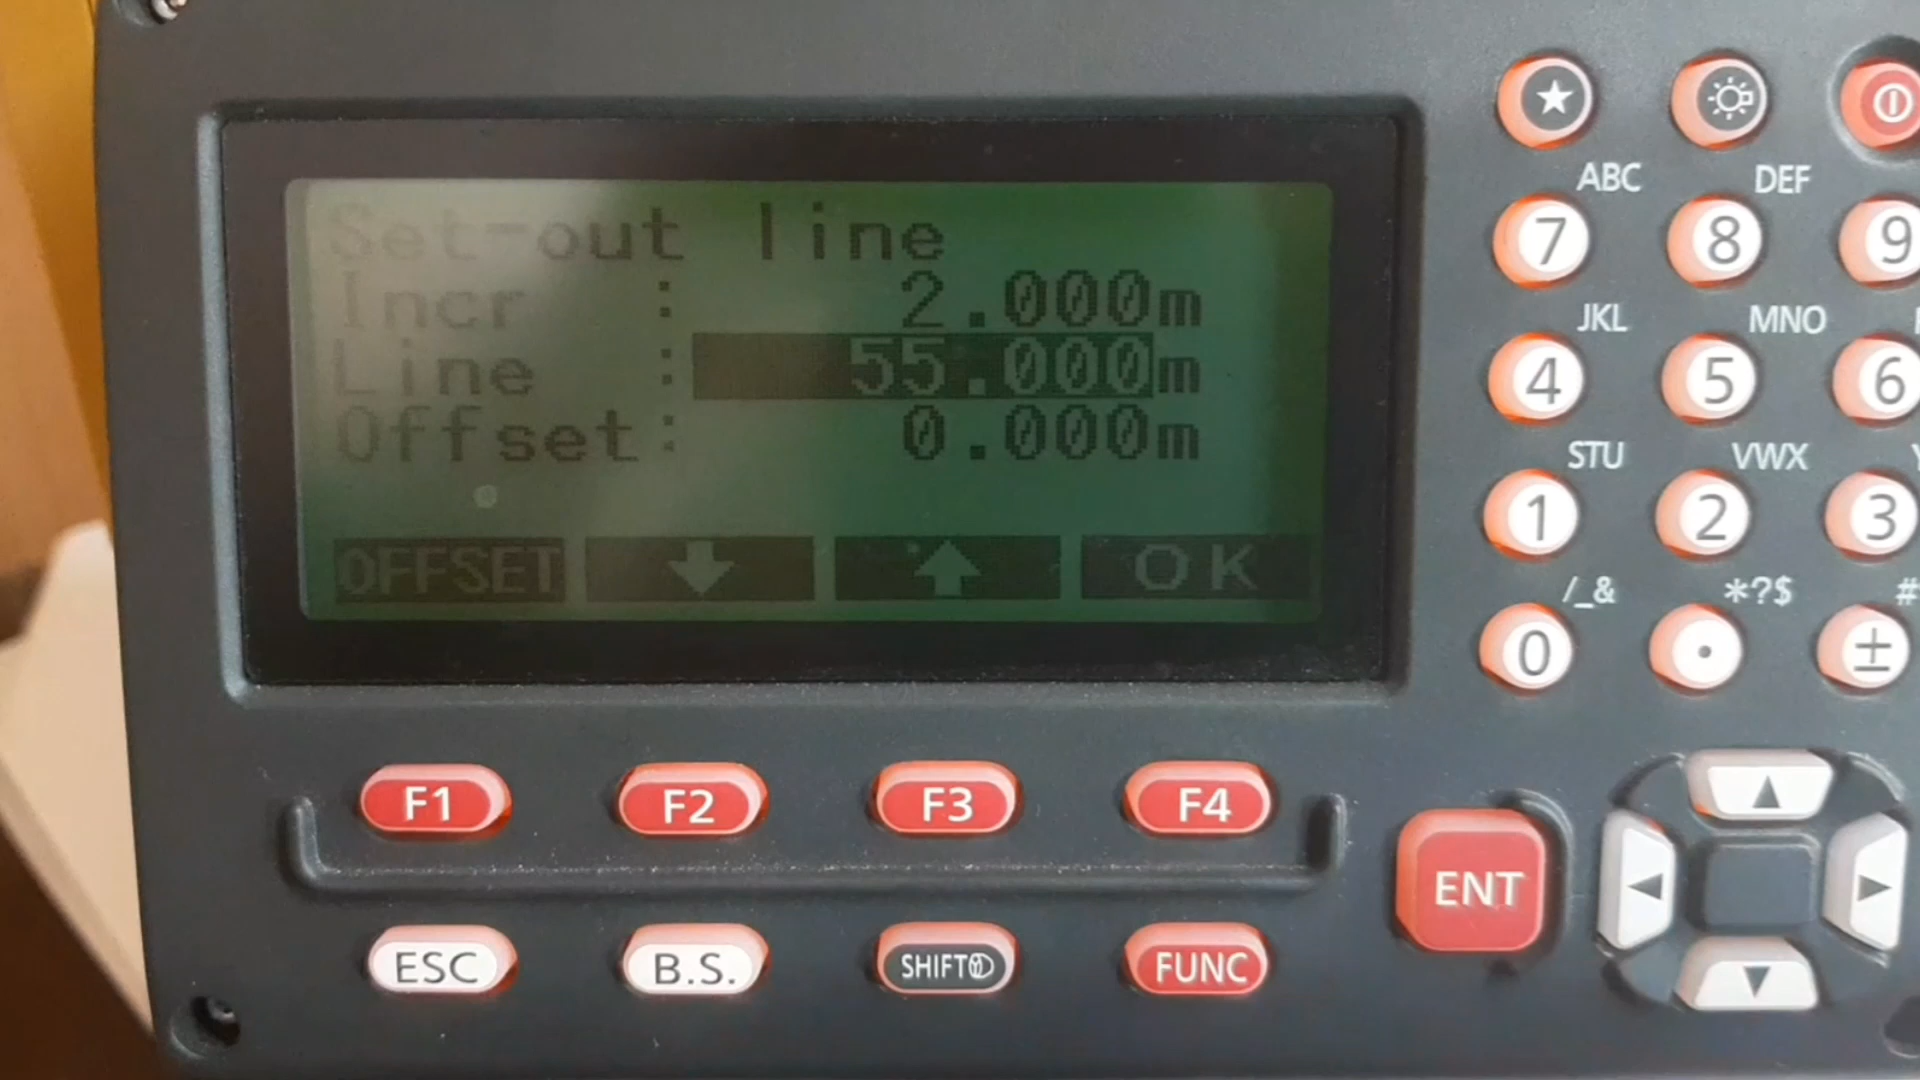 Set-out line
Incr : 2.000m
Line : 55.000m
Offset: 0.000m
OFFSET OK
ABC DEF
7 8 9
JKL MNO
4 5 6
STU VWX
1 2 3
/_& *?$ #
0 . ±
F1 F2 F3 F4
ENT
ESC B.S. SHIFT FUNC